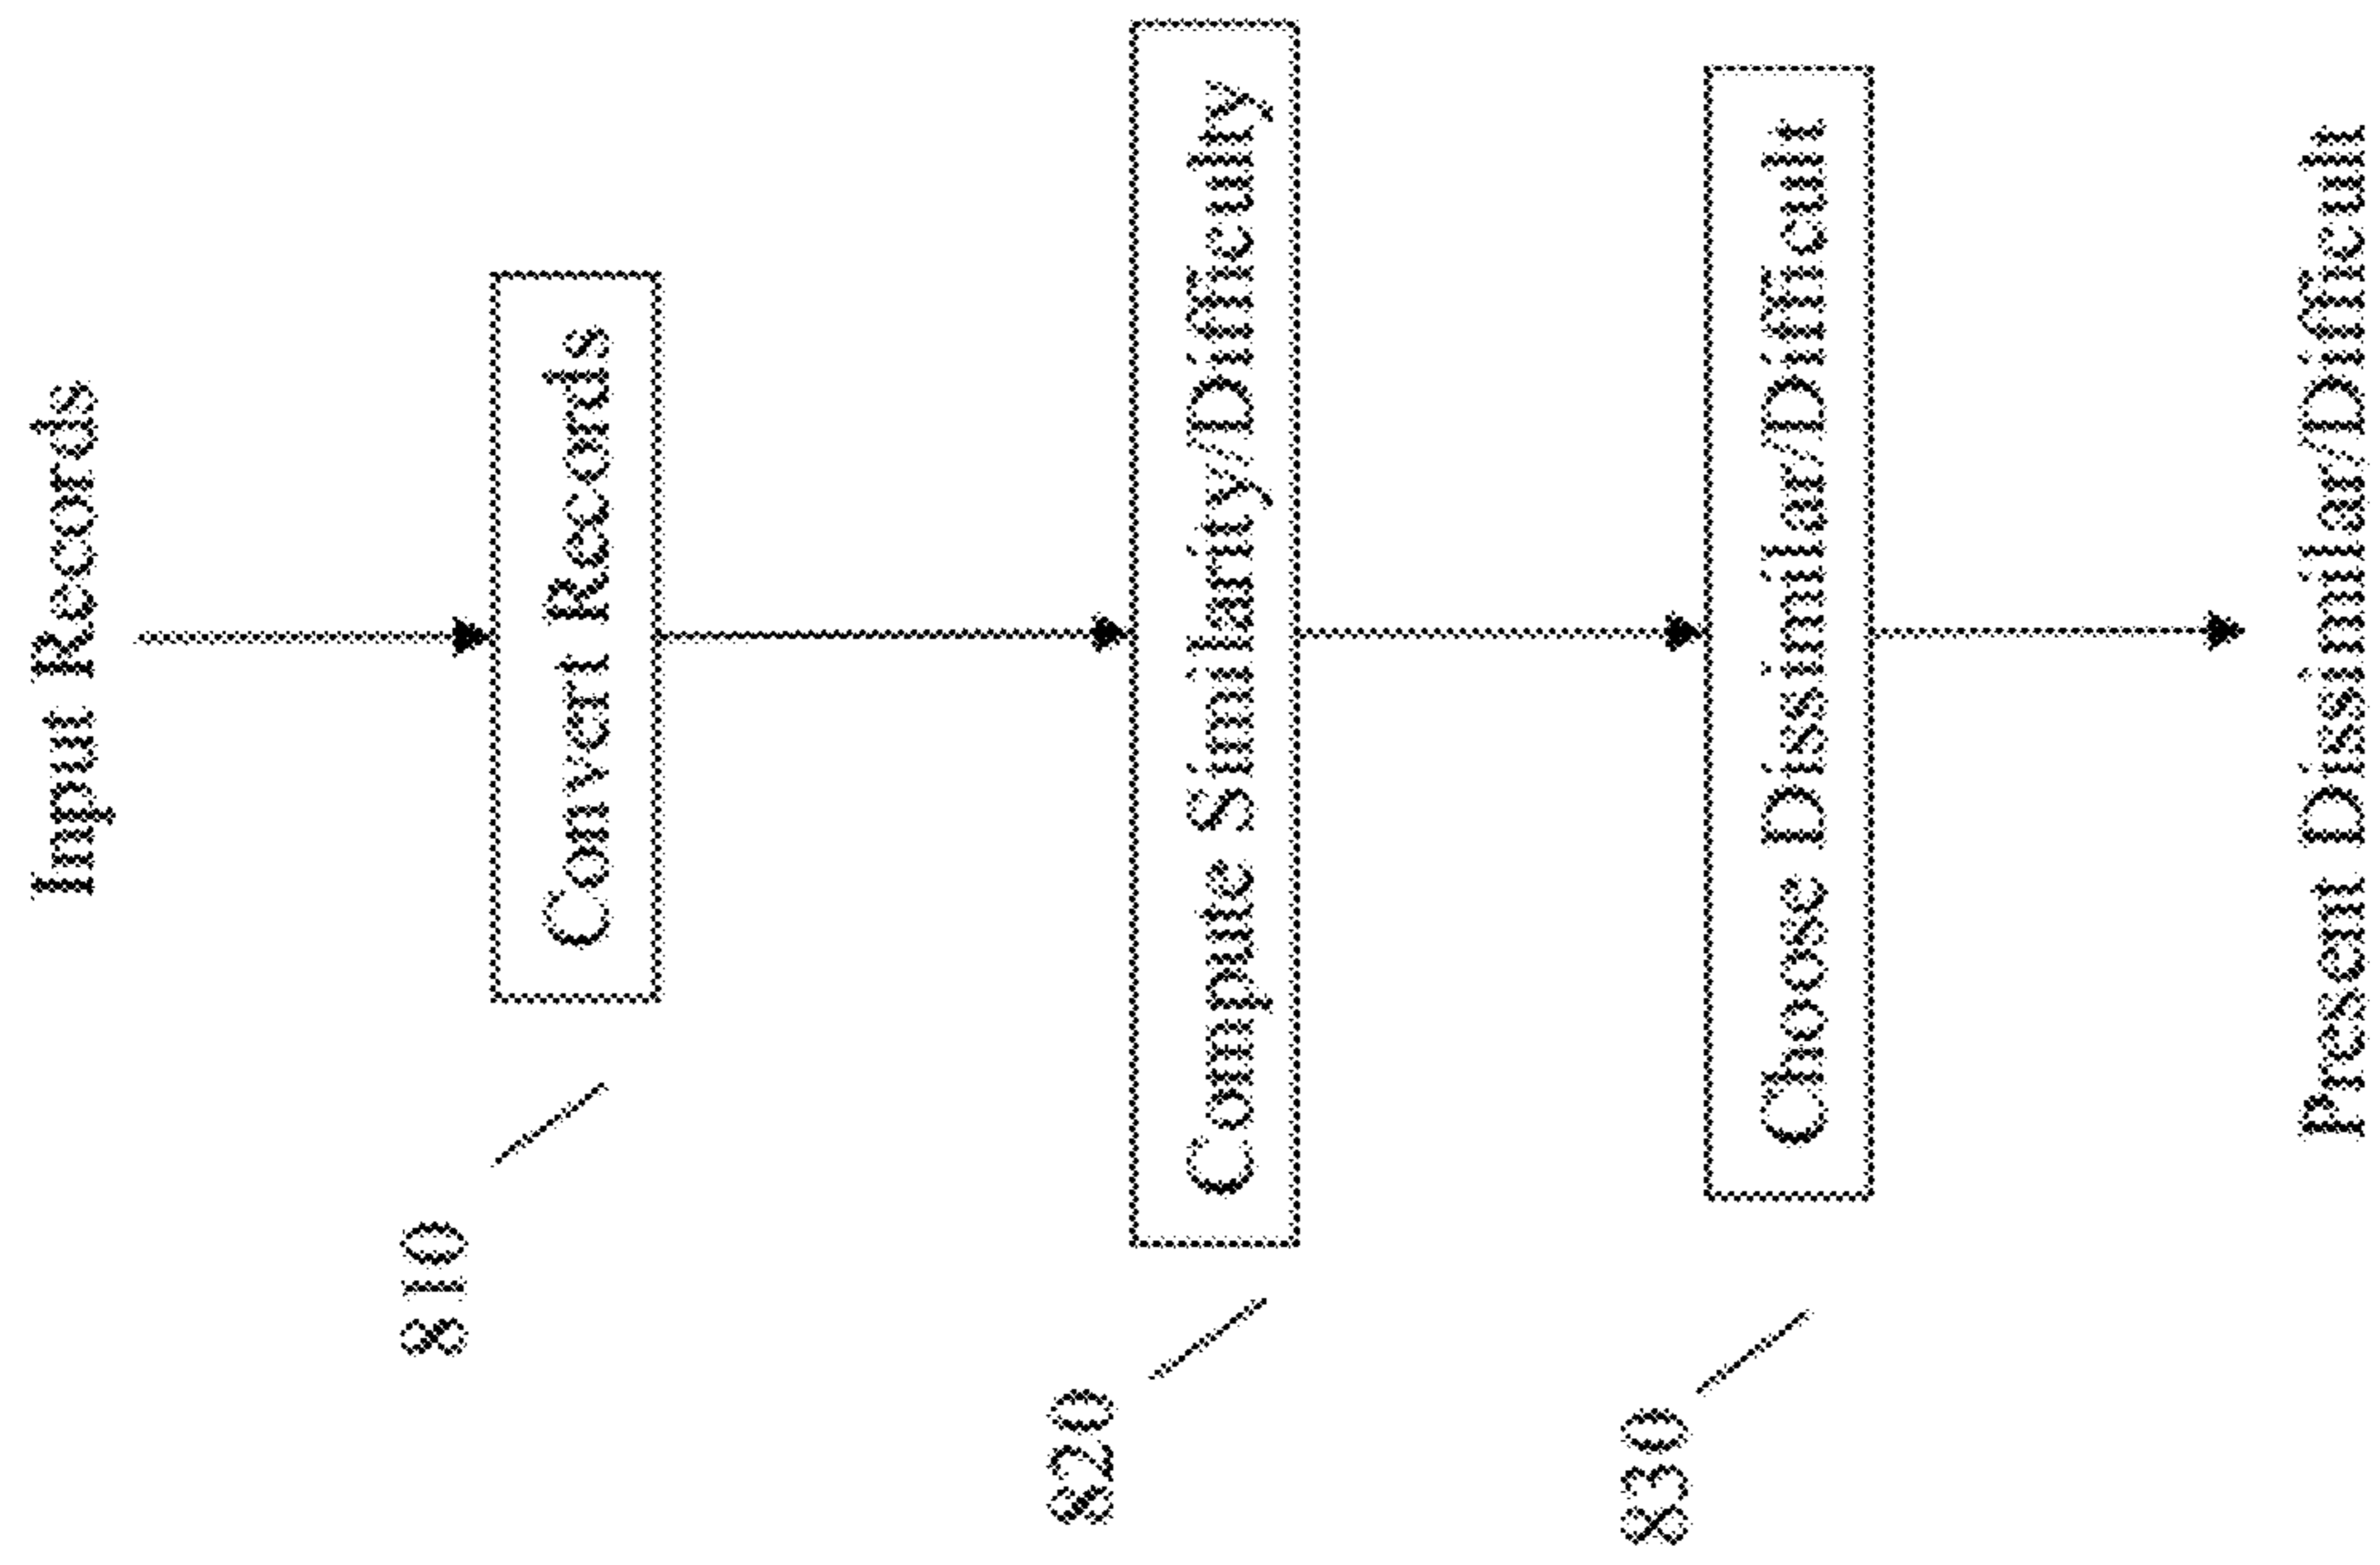 Input Records
810
Convert Records
820
Compute Similarity/Difficulty
830
Choose Dissimilar/Difficult
Present Dissimilar/Difficult